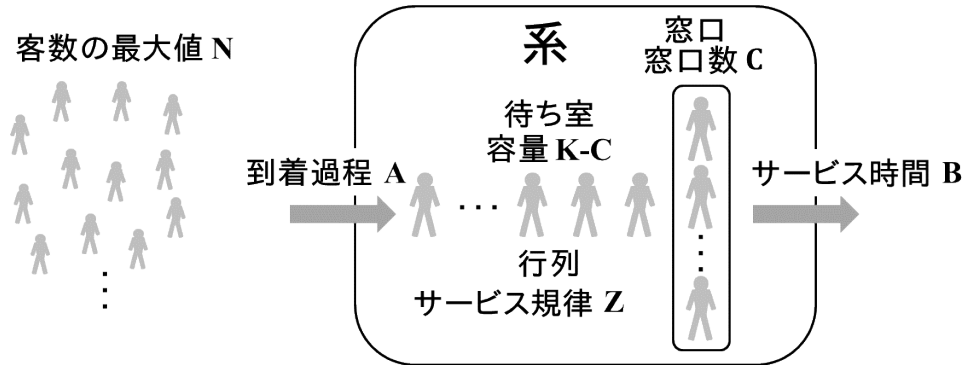 客数の最大値 N
系
窓口
窓口数 C
待ち室
容量 K-C
到着過程 A
サービス時間 B
...
行列
サービス規律 Z